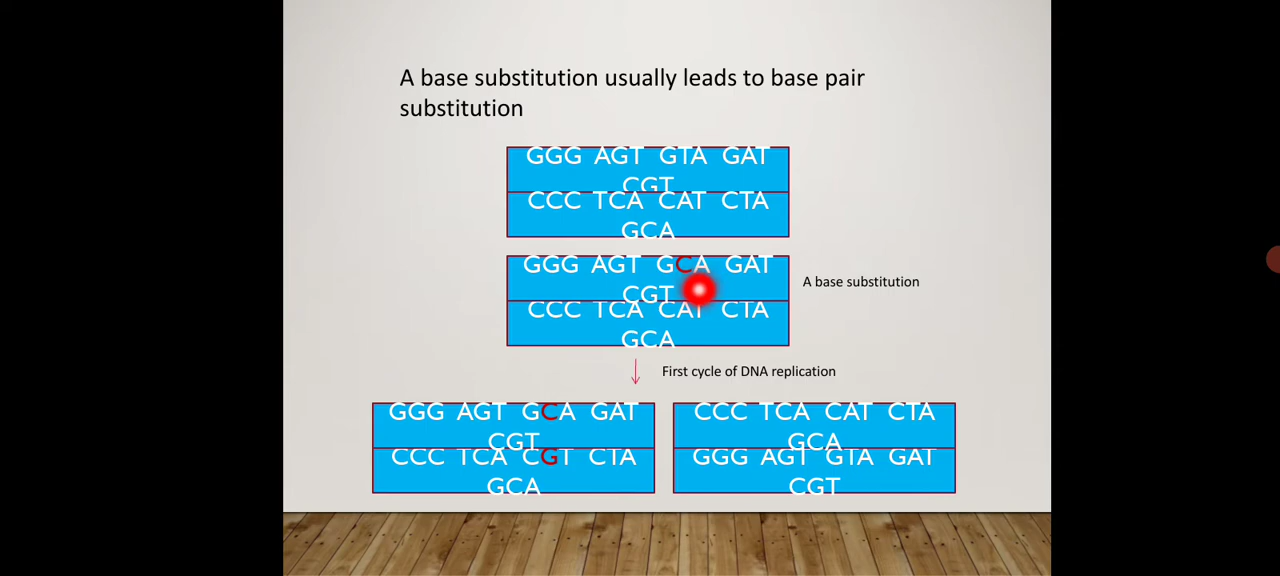 A base substitution usually leads to base pair
substitution
GGG AGT GTA GAT
CGT
CCC TCA CAT CTA
GCA
GGG AGT GCA GAT
CGT
A base substitution
CCC TCA CAT CTA
GCA
First cycle of DNA replication
GGG AGT GCA GAT
CGT
CCC TCA CGT CTA
GCA
CCC TCA CAT CTA
GCA
GGG AGT GTA GAT
CGT